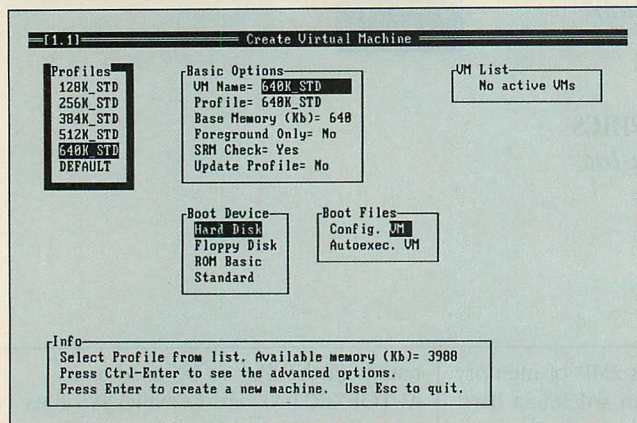 [1.1] Create Virtual Machine
Profiles
128K_STD
256K_STD
384K_STD
512K_STD
640K_STD
DEFAULT
Basic Options
VM Name= 640K_STD
Profile= 640K_STD
Base Memory (Kb)= 640
Foreground Only= No
SRM Check= Yes
Update Profile= No
VM List
No active VMs
Boot Device
Hard Disk
Floppy Disk
ROM Basic
Standard
Boot Files
Config. VM
Autoexec. VM
Info
Select Profile from list. Available memory (Kb)= 3988
Press Ctrl-Enter to see the advanced options.
Press Enter to create a new machine. Use Esc to quit.